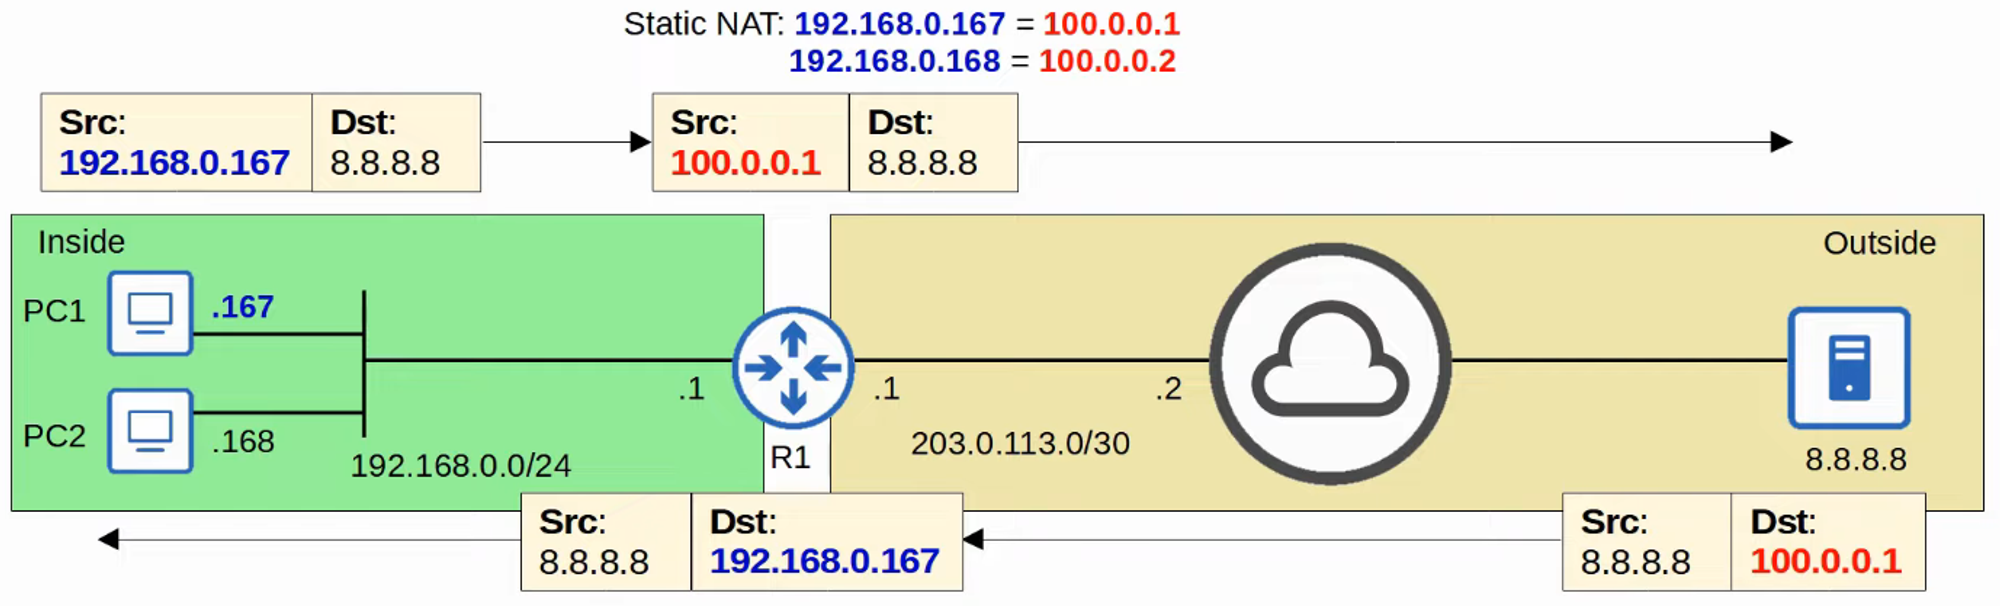 Static NAT: 192.168.0.167 = 100.0.0.1
192.168.0.168 = 100.0.0.2
Src:
192.168.0.167
Dst:
8.8.8.8
Src:
100.0.0.1
Dst:
8.8.8.8
Inside
Outside
PC1
.167
PC2
.168
192.168.0.0/24
.1
R1
.1
.2
203.0.113.0/30
8.8.8.8
Src:
8.8.8.8
Dst:
192.168.0.167
Src:
8.8.8.8
Dst:
100.0.0.1